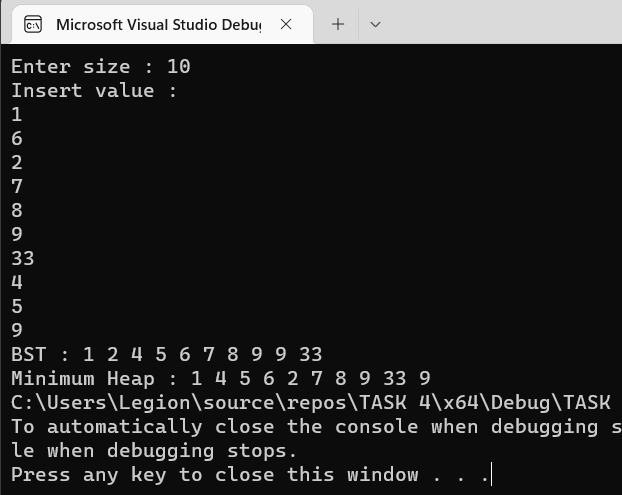 Microsoft Visual Studio Debu
Enter size : 10
Insert value :
1
6
2
7
8
9
33
4
5
9
BST : 1 2 4 5 6 7 8 9 9 33
Minimum Heap : 1 4 5 6 2 7 8 9 33 9
C:\Users\Legion\source\repos\TASK 4\x64\Debug\TASK
To automatically close the console when debugging s
le when debugging stops.
Press any key to close this window . . .